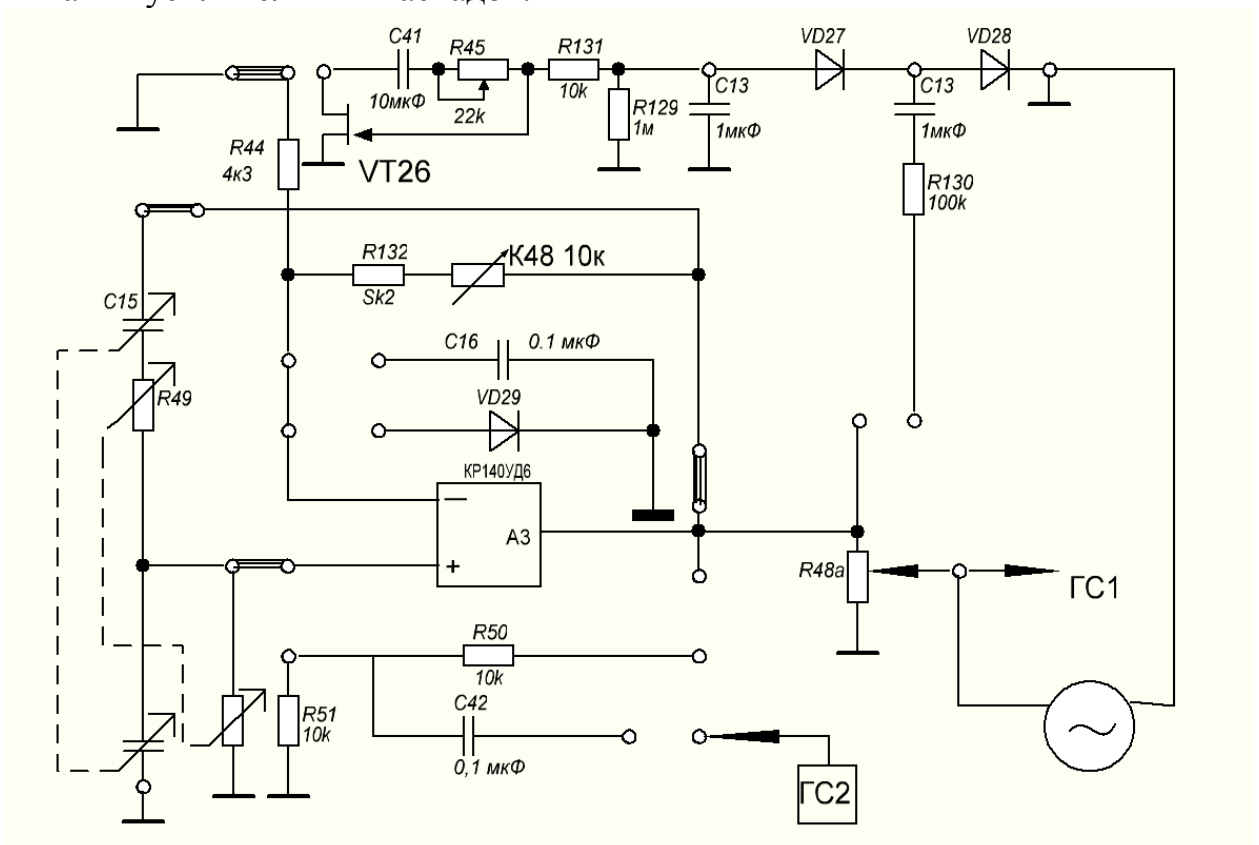 C41
10мкФ
R45
22k
R131
10k
VD27
VD28
R129
1м
C13
1мкФ
C13
1мкФ
R44
4к3
VT26
R130
100k
R132
Sk2
К48 10к
C15
C16
0.1 мкФ
R49
VD29
КР140УД6
—
A3
+
R48a
ГС1
R50
10k
R51
10k
C42
0,1 мкФ
ГС2